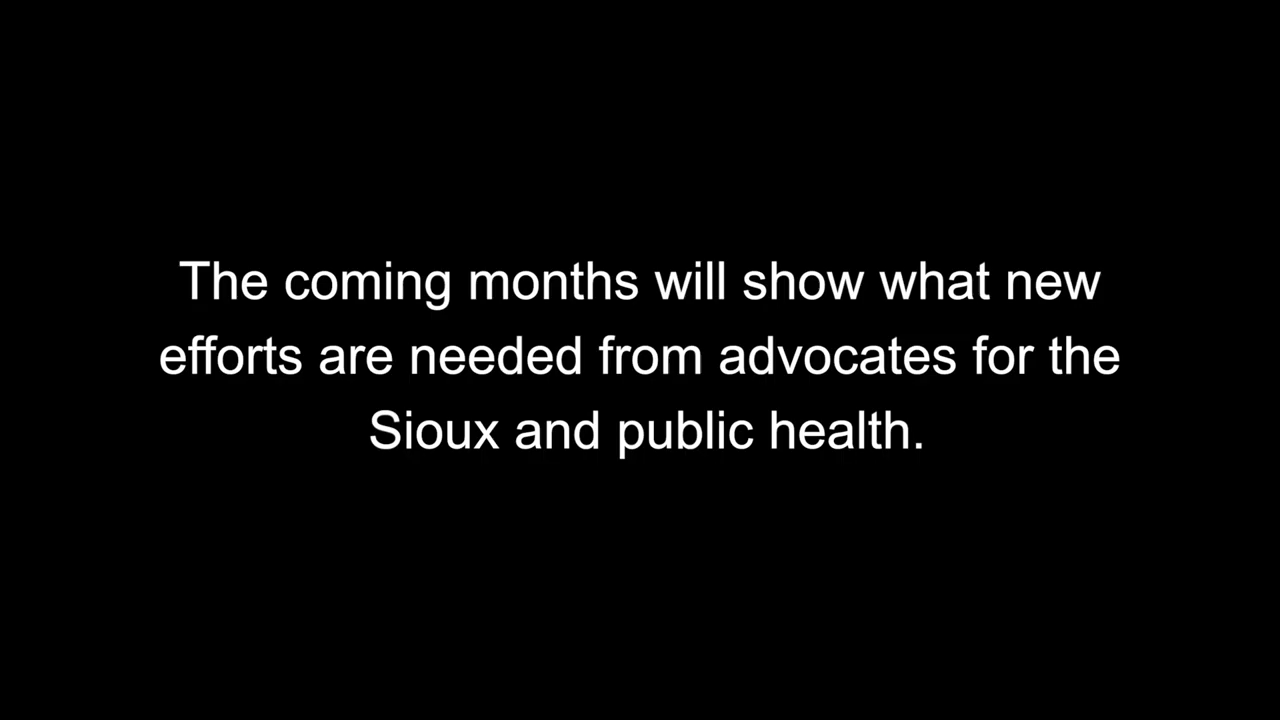 The coming months will show what new
efforts are needed from advocates for the
Sioux and public health.